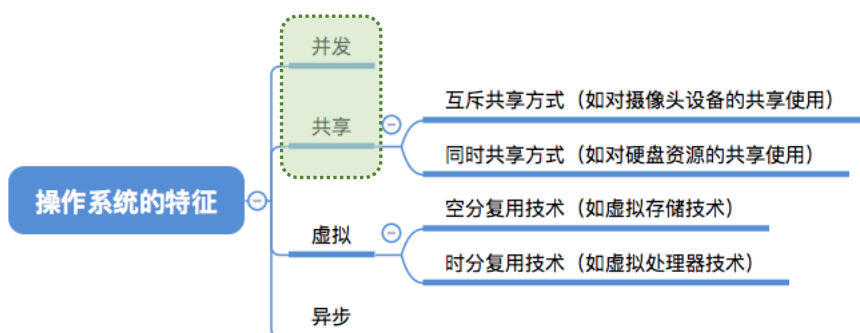 并发
共享
互斥共享方式（如对摄像头设备的共享使用）
同时共享方式（如对硬盘资源的共享使用）
操作系统的特征
虚拟
空分复用技术（如虚拟存储技术）
时分复用技术（如虚拟处理器技术）
异步